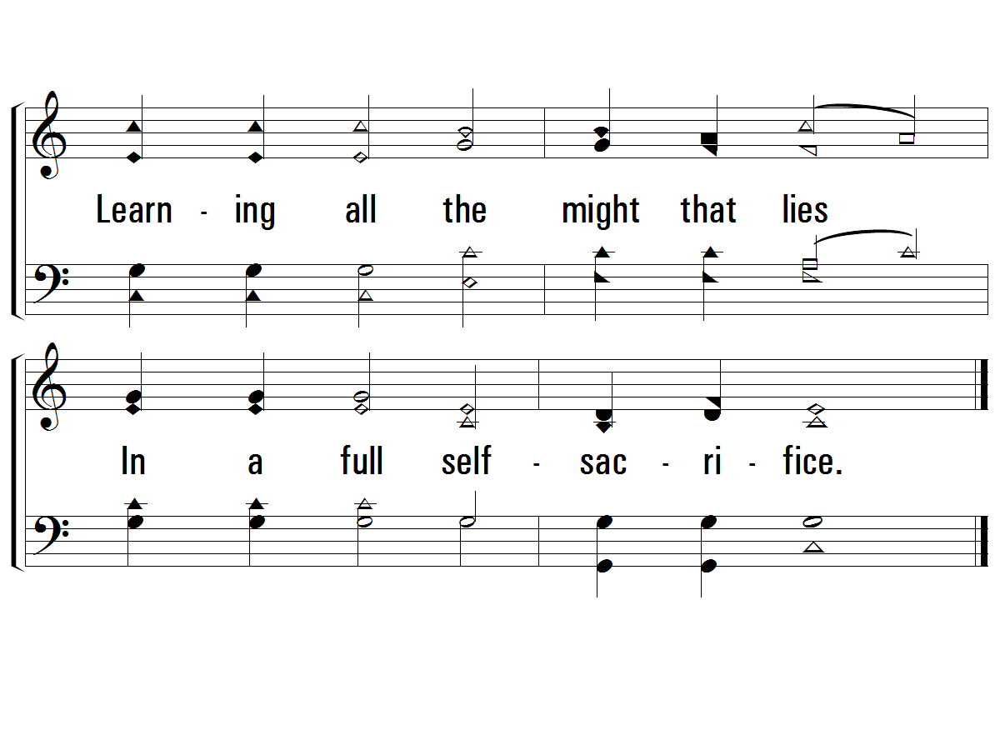 Learn - ing all the might that lies
In a full self - sac - ri - fice.